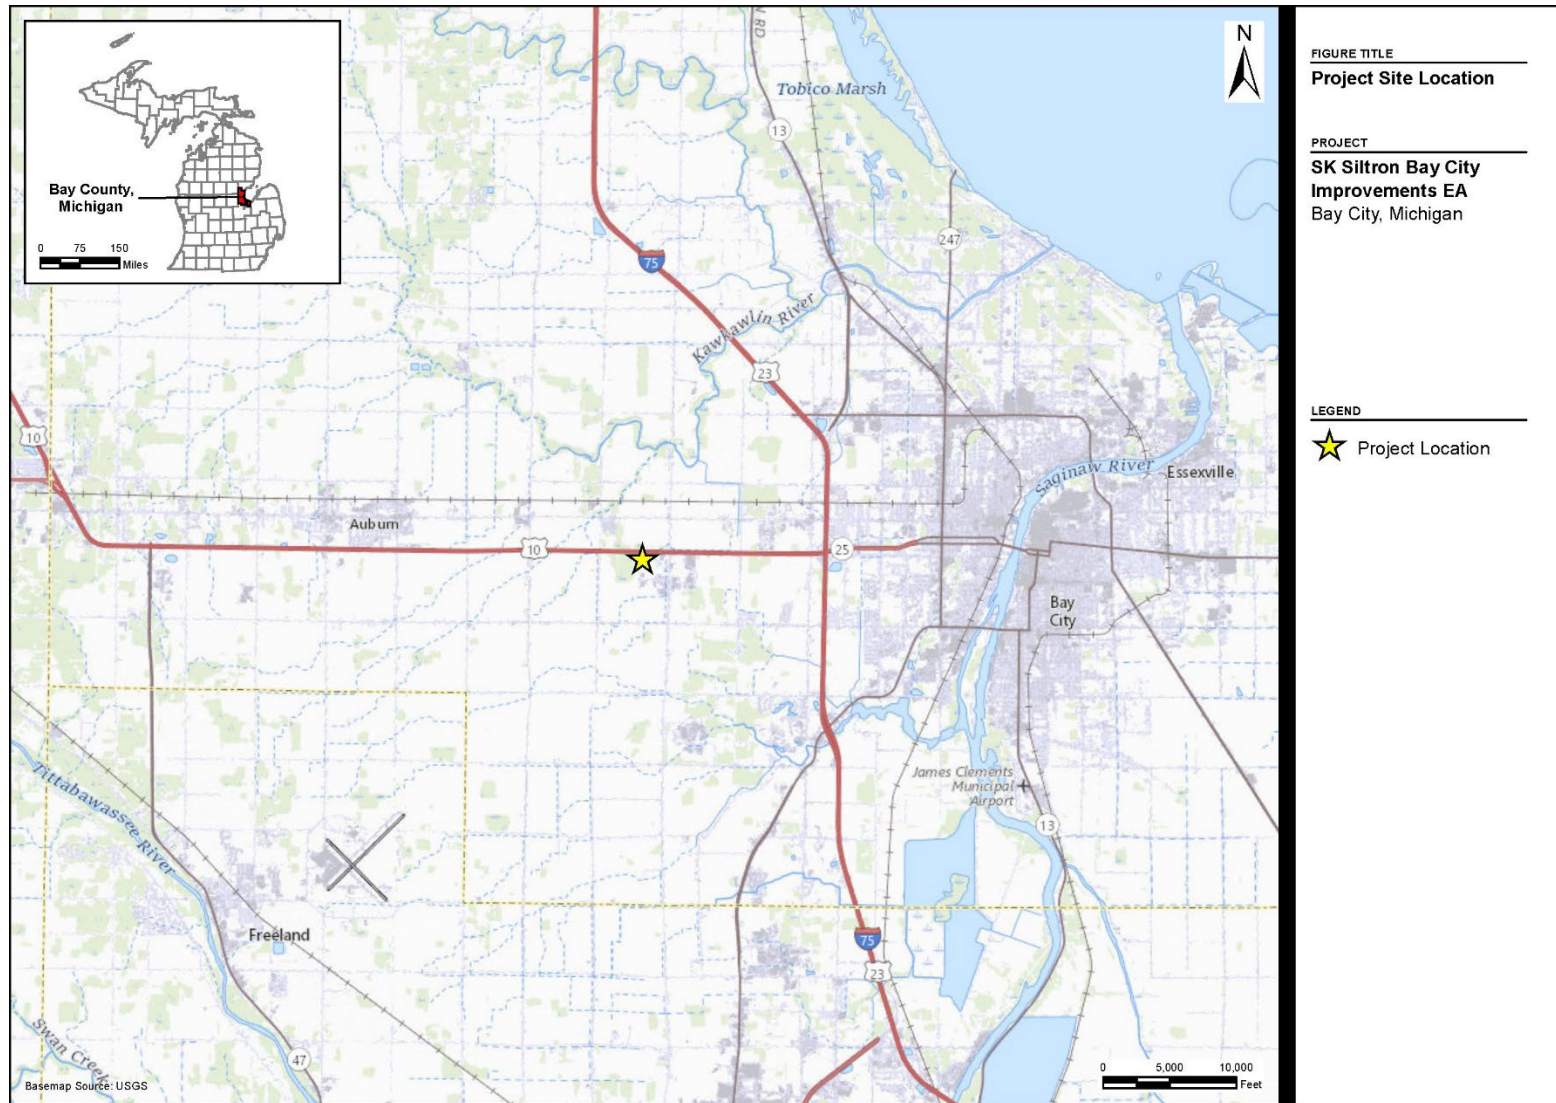 Bay County,
Michigan
0 75 150
Miles
N
N RD
Tobico Marsh
13
247
75
Kawkawlin River
23
10
Saginaw River
Essexville
Auburn
10
25
Bay
City
James Clements
Municipal
Airport
13
Tittabawassee River
Freeland
75
23
47
Swan Creek
Basemap Source: USGS
0 5,000 10,000
Feet
FIGURE TITLE
Project Site Location
PROJECT
SK Siltron Bay City
Improvements EA
Bay City, Michigan
LEGEND
Project Location